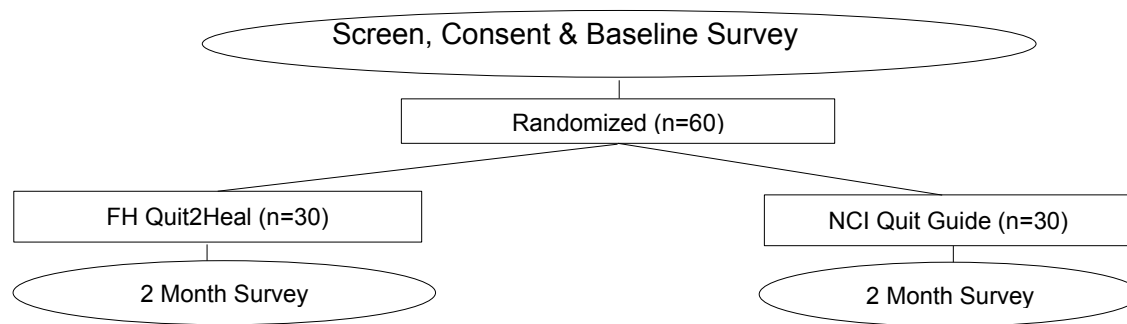 Screen, Consent & Baseline Survey
Randomized (n=60)
FH Quit2Heal (n=30)
NCI Quit Guide (n=30)
2 Month Survey
2 Month Survey